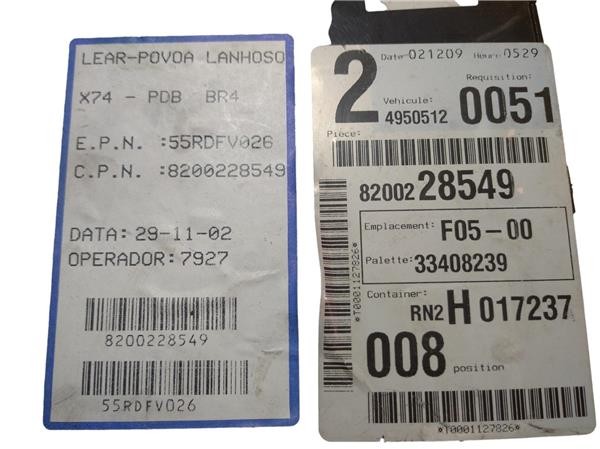 LEAR-POVOA LANHOSO
X74 - PDB BR4
E.P.N. :55RDFV026
C.P.N. :8200228549
DATA: 29-11-02
OPERADOR: 7927
8200228549
55RDFV026
2 Date 021209 Heure 0529
Requisition:
Vehicule: 4950512 0051
Pièce:
8200228549
Emplacement: F05-00
Palette: 33408239
Container: RN2 H 017237
008 position
*T0001127826*
*T0001127826*